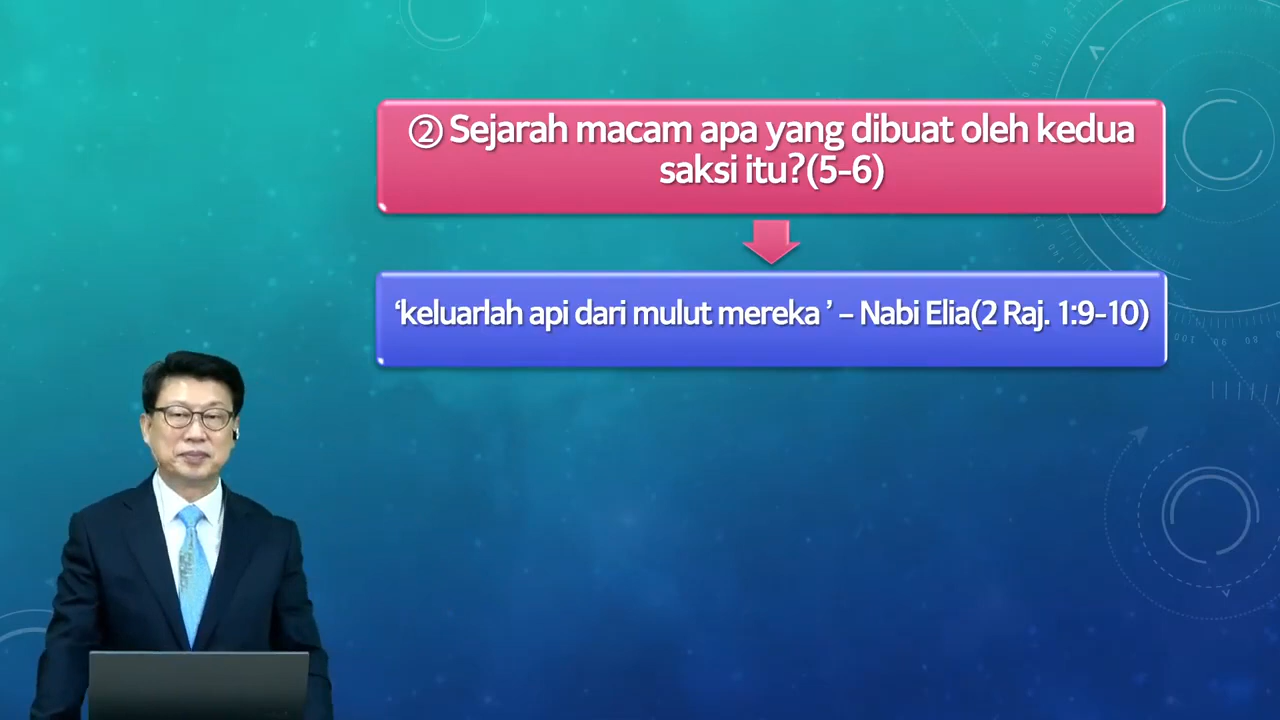 ② Sejarah macam apa yang dibuat oleh kedua
saksi itu?(5-6)
‘keluarlah api dari mulut mereka ’ – Nabi Elia(2 Raj. 1:9-10)